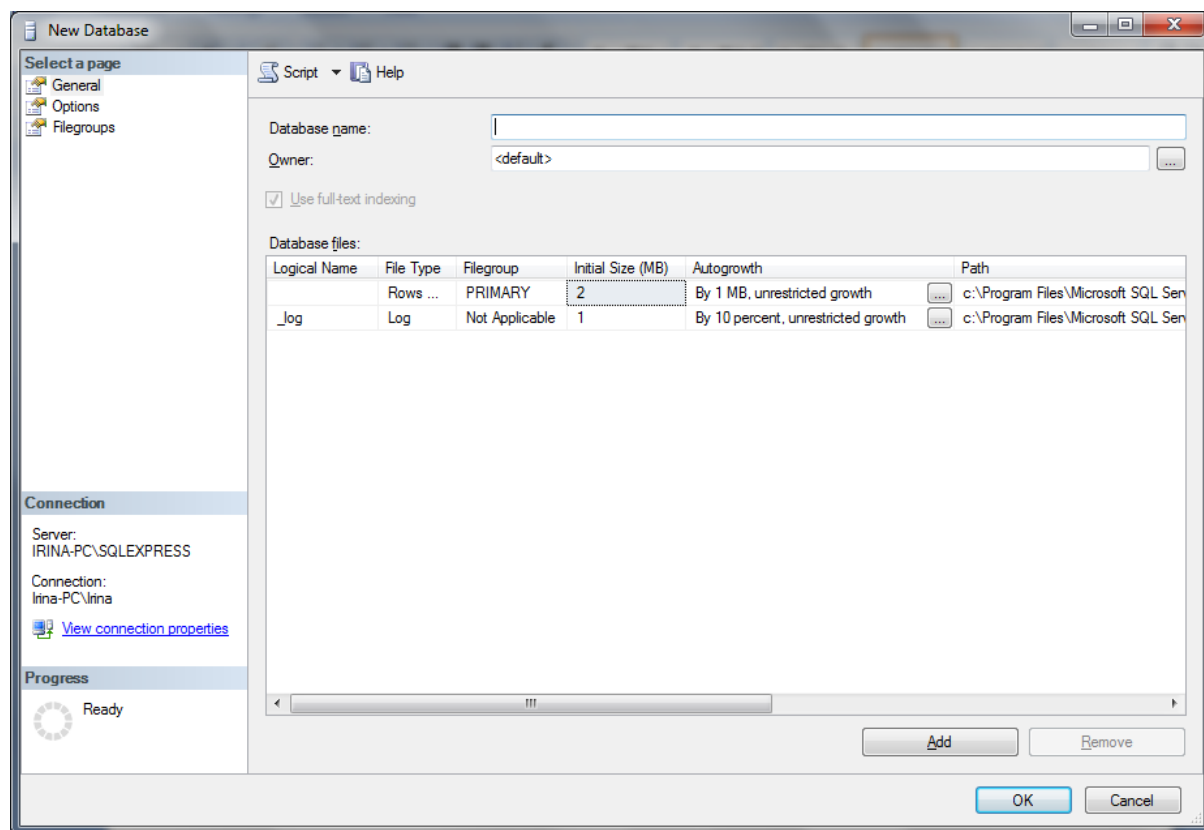 New Database
Select a page
General
Options
Filegroups
Script Help
Database name:
Owner: <default> ...
Use full-text indexing
Database files:
Logical Name File Type Filegroup Initial Size (MB) Autogrowth Path
Rows ... PRIMARY 2 By 1 MB, unrestricted growth ... c:\Program Files\Microsoft SQL Serv
_log Log Not Applicable 1 By 10 percent, unrestricted growth ... c:\Program Files\Microsoft SQL Serv
Connection
Server:
IRINA-PC\SQLEXPRESS
Connection:
Irina-PC\Irina
View connection properties
Progress
Ready
Add Remove
OK Cancel